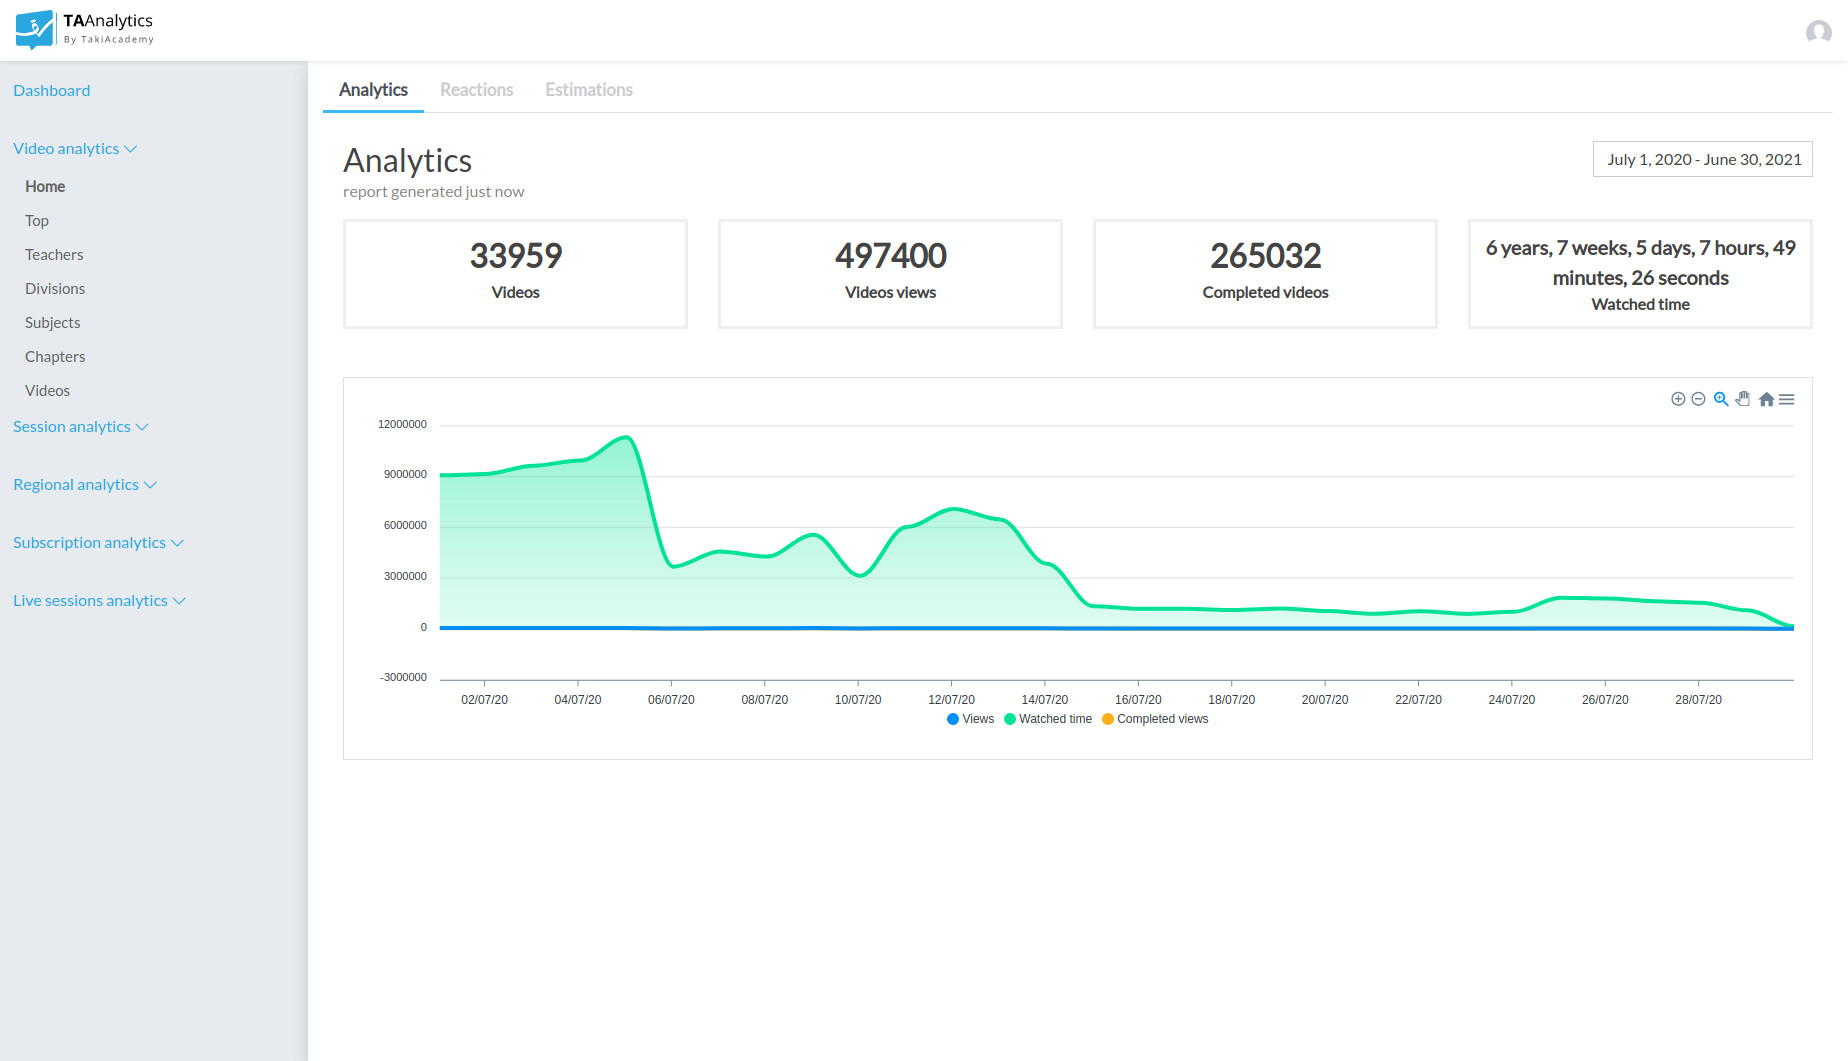 TAAnalytics
By TakiAcademy
Dashboard
Video analytics
Home
Top
Teachers
Divisions
Subjects
Chapters
Videos
Session analytics
Regional analytics
Subscription analytics
Live sessions analytics
Analytics Reactions Estimations
Analytics
report generated just now
July 1, 2020 - June 30, 2021
33959
Videos
497400
Videos views
265032
Completed videos
6 years, 7 weeks, 5 days, 7 hours, 49
minutes, 26 seconds
Watched time
12000000
9000000
6000000
3000000
0
-3000000
02/07/20 04/07/20 06/07/20 08/07/20 10/07/20 12/07/20 14/07/20 16/07/20 18/07/20 20/07/20 22/07/20 24/07/20 26/07/20 28/07/20
Views Watched time Completed views